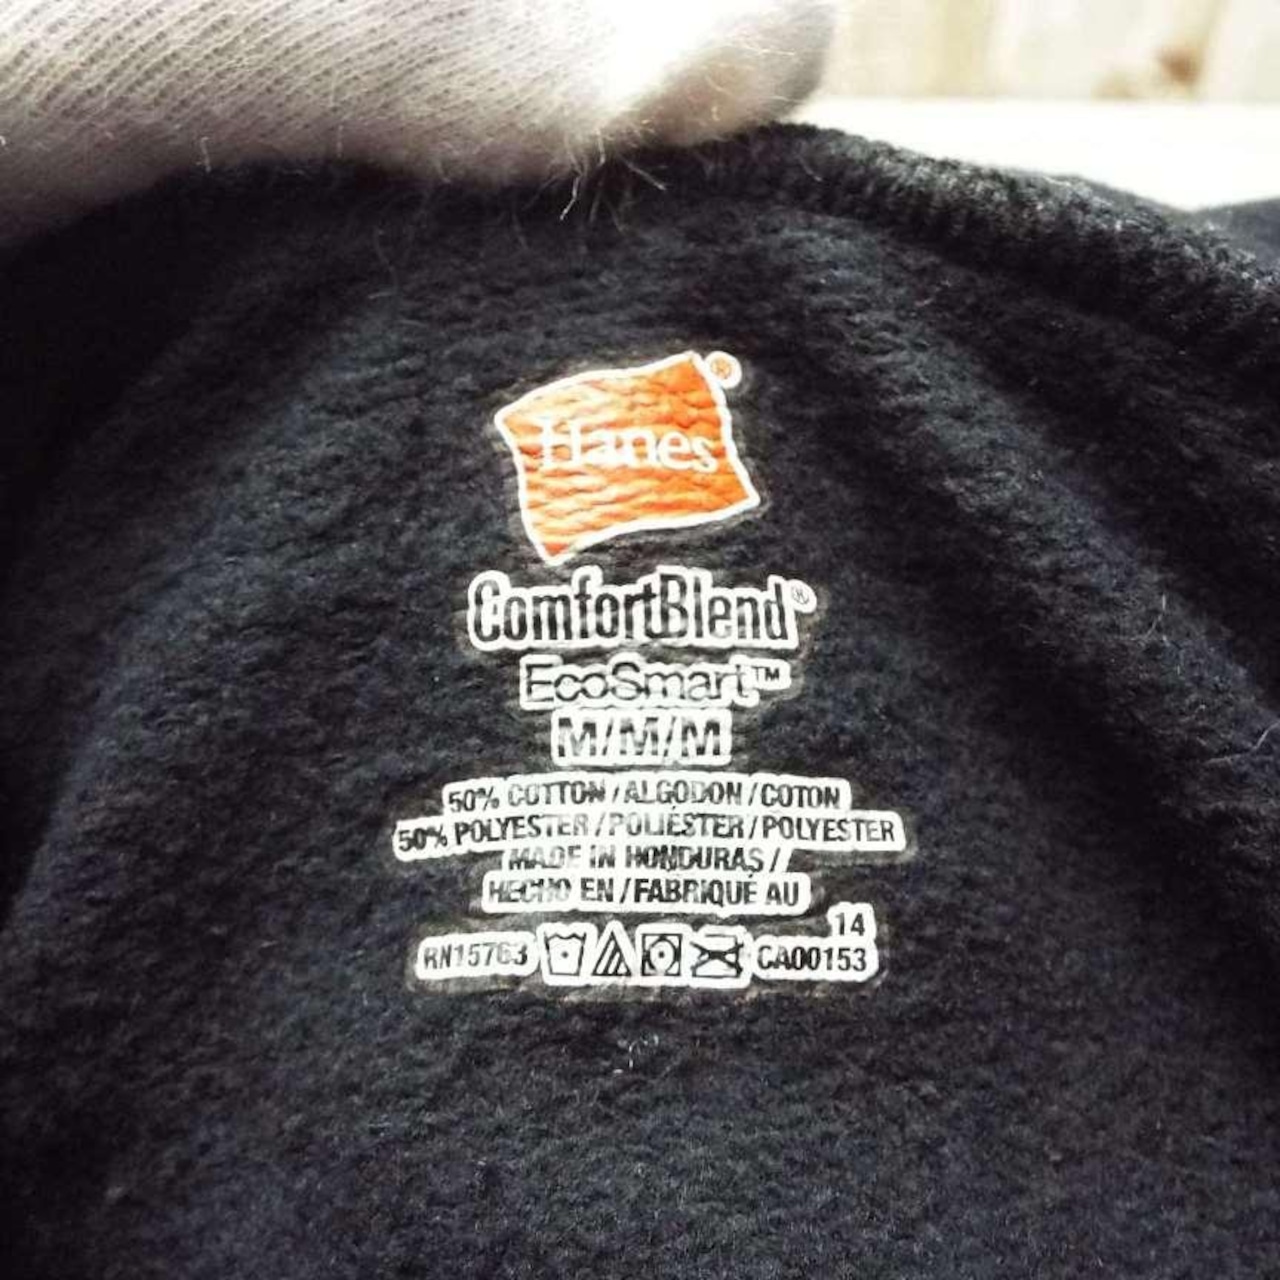 Hanes®
ComfortBlend®
EcoSmart™
M/M/M
50% COTTON/ALGODON/COTON
50% POLYESTER/POLIÉSTER/POLYESTER
MADE IN HONDURAS/
HECHO EN/FABRIQUÉ AU
14
RN15763 CA00153